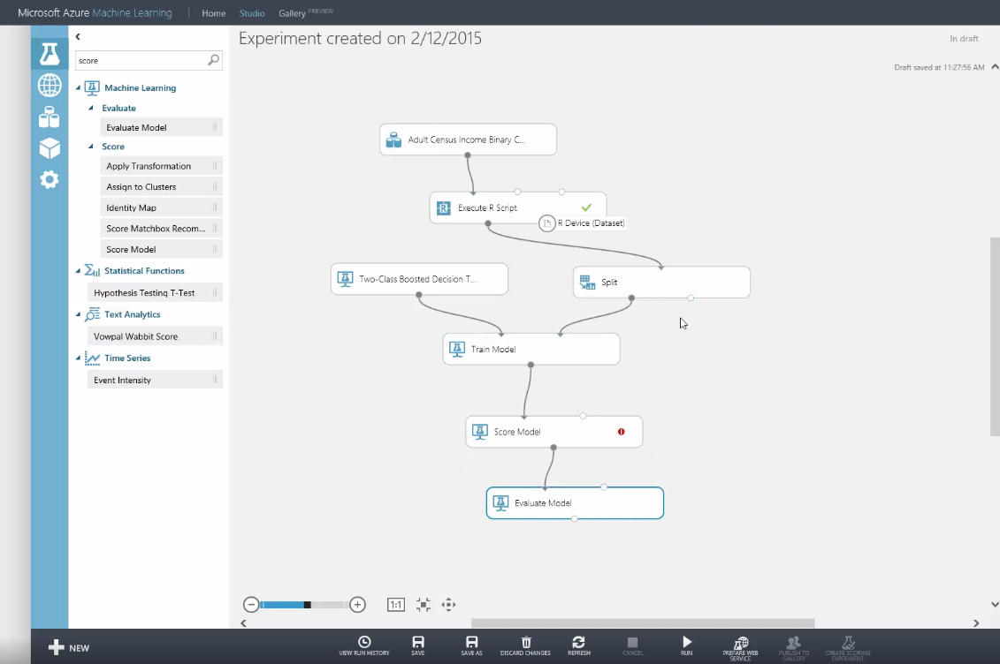 Microsoft Azure Machine Learning | Home Studio Gallery PREVIEW
Experiment created on 2/12/2015
In draft
Draft saved at 11:27:56 AM
score
Machine Learning
Evaluate
Evaluate Model
Score
Apply Transformation
Assign to Clusters
Identity Map
Score Matchbox Recom...
Score Model
Statistical Functions
Hypothesis Testing T-Test
Text Analytics
Vowpal Wabbit Score
Time Series
Event Intensity
Adult Census Income Binary C...
Execute R Script
R Device (Dataset)
Two-Class Boosted Decision T...
Split
Train Model
Score Model
Evaluate Model
1:1
NEW
VIEW RUN HISTORY
SAVE
SAVE AS
DISCARD CHANGES
REFRESH
CANCEL
RUN
PREPARE WEB
SERVICE
PUBLISH TO
GALLERY
CREATE SCORING
EXPERIMENT